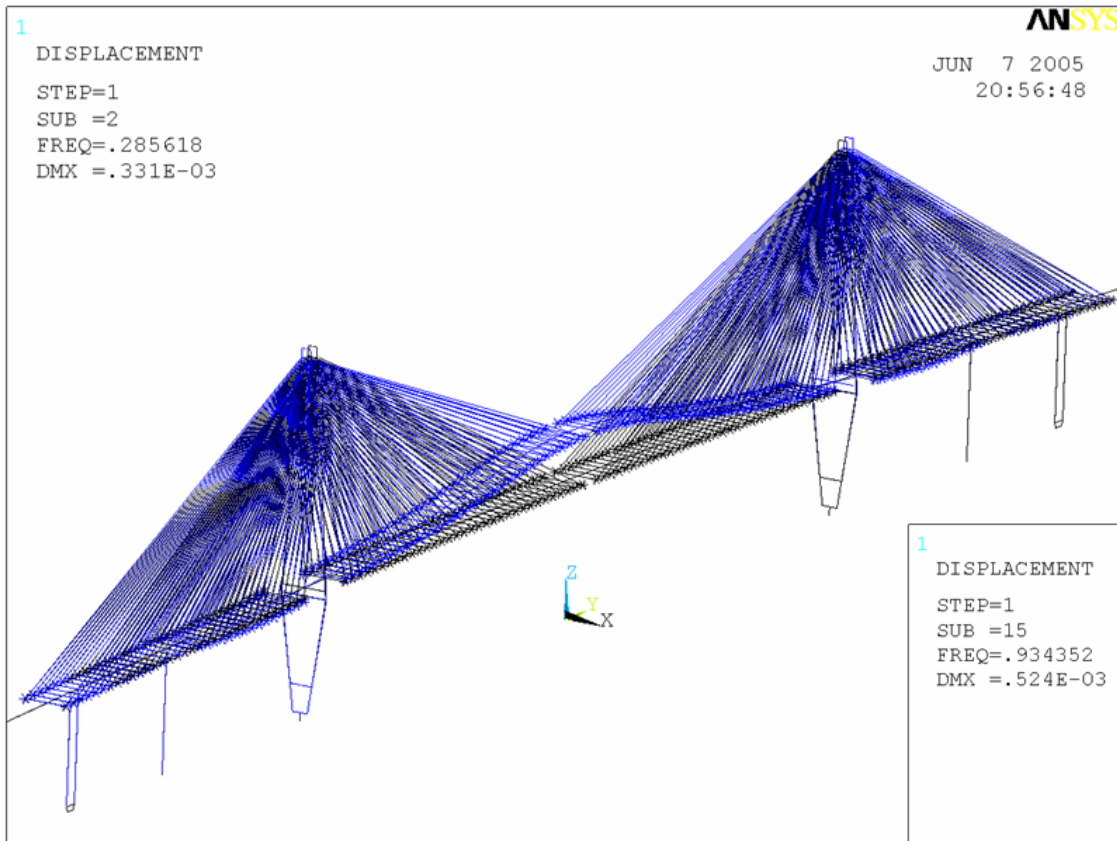 1
DISPLACEMENT
STEP=1
SUB =2
FREQ=.285618
DMX =.331E-03
ANSYS
JUN  7 2005
20:56:48
Z
Y
X
1
DISPLACEMENT
STEP=1
SUB =15
FREQ=.934352
DMX =.524E-03